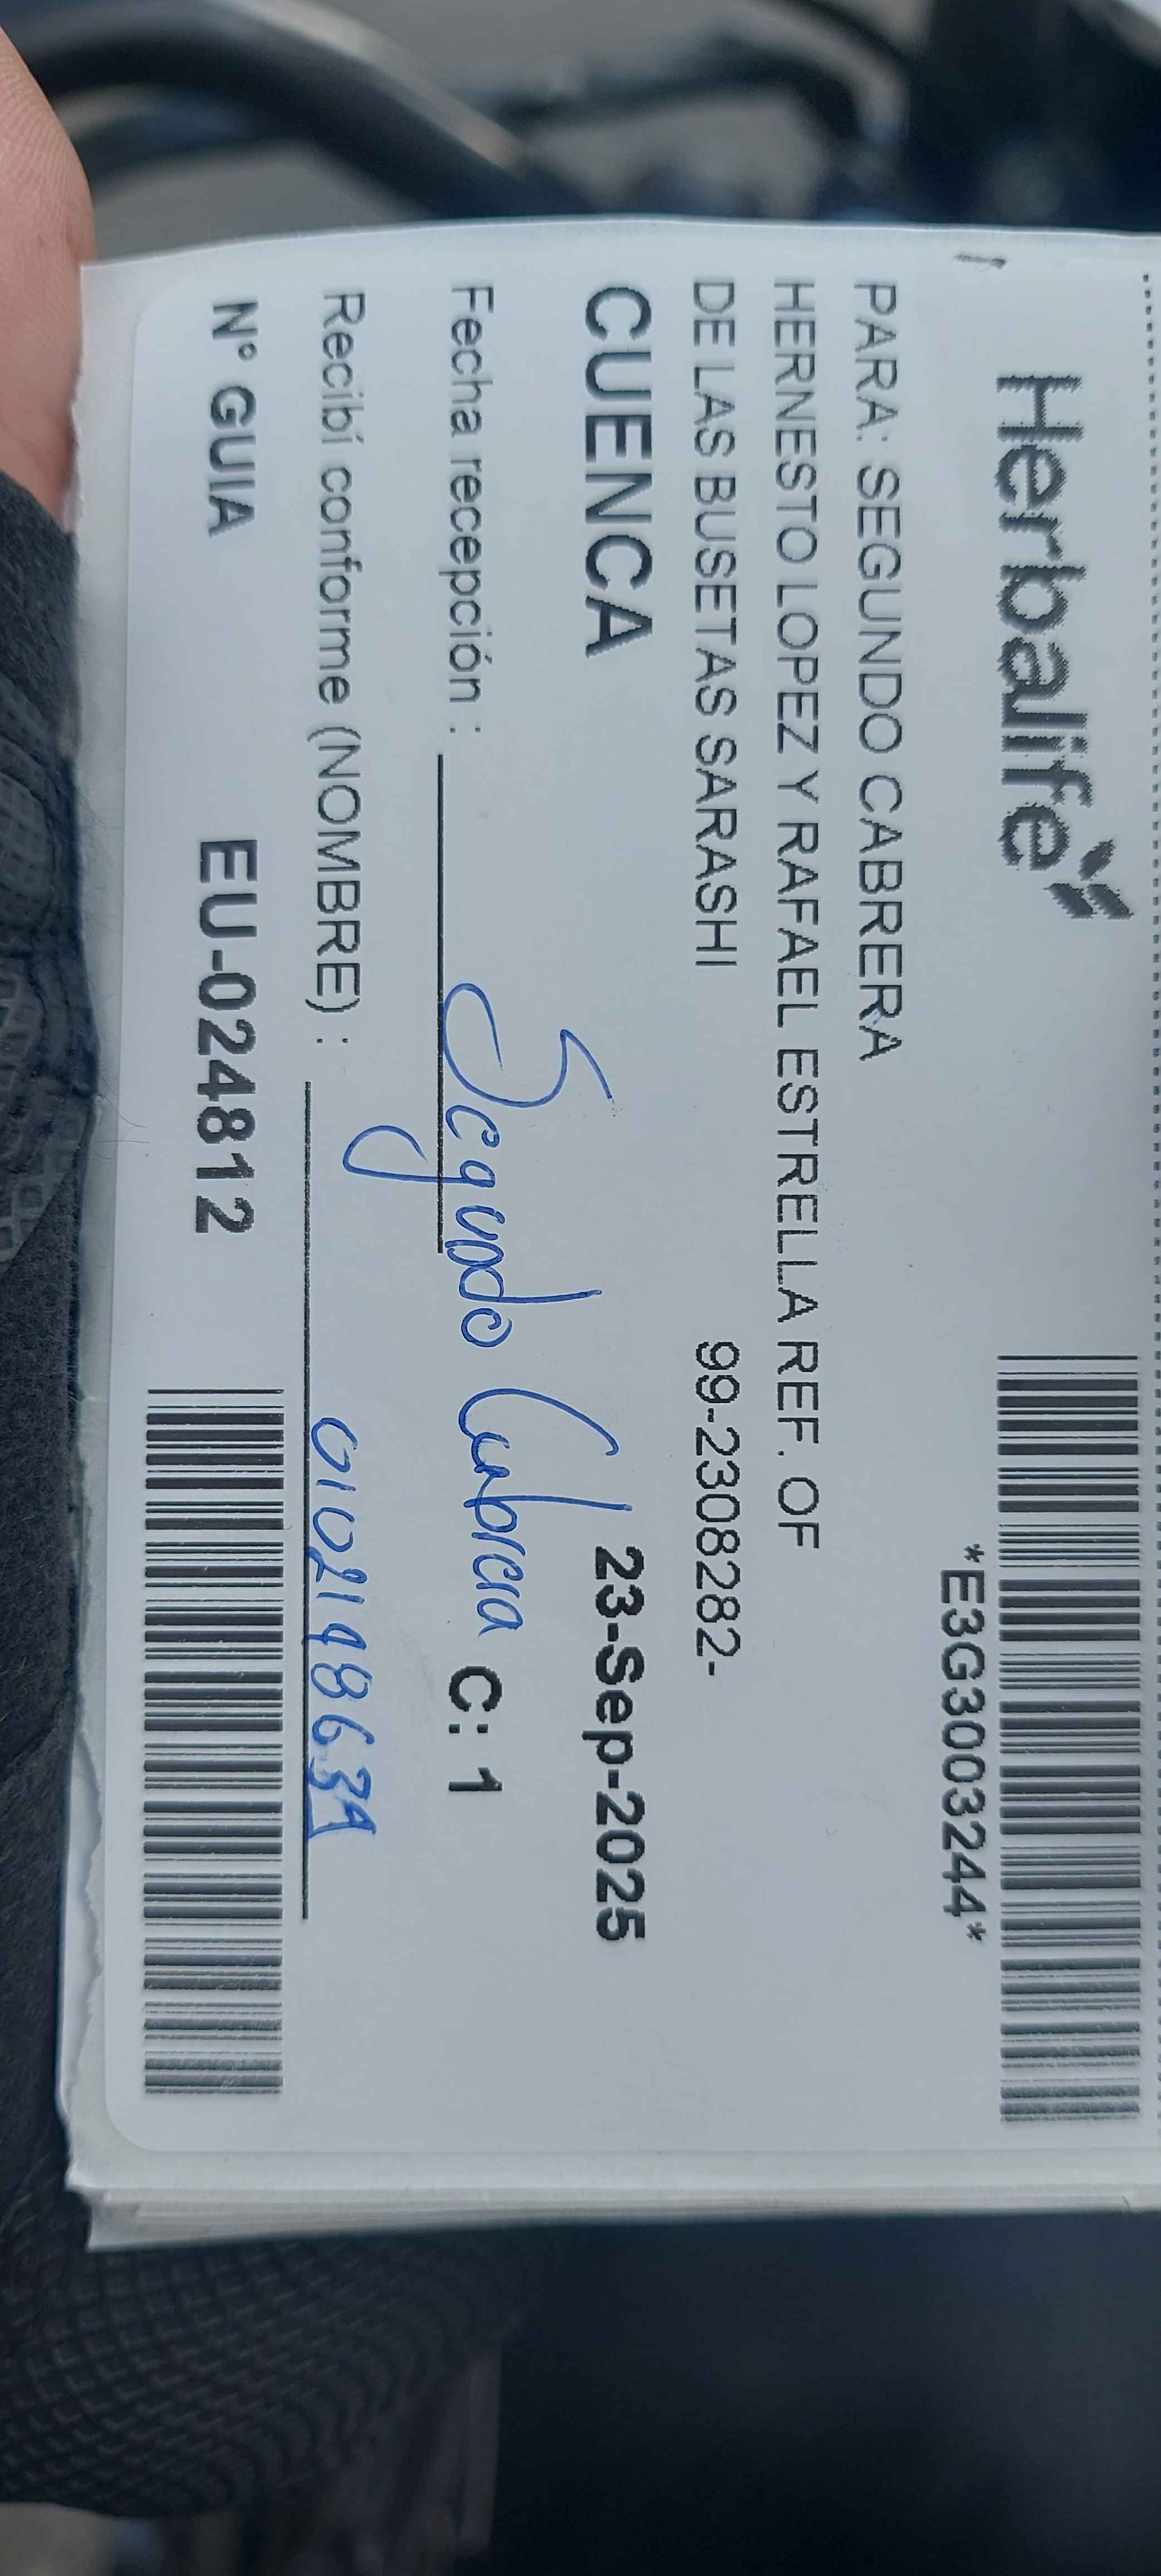 Herbalife
*E3G3003244*
PARA: SEGUNDO CABRERA
HERNESTO LOPEZ Y RAFAEL ESTRELLA REF. OF
DE LAS BUSETAS SARASHI 99-2308282-
CUENCA 23-Sep-2025
Fecha recepción : Segundo Cabrera C: 1
Recibí conforme (NOMBRE) :
N° GUIA EU-024812